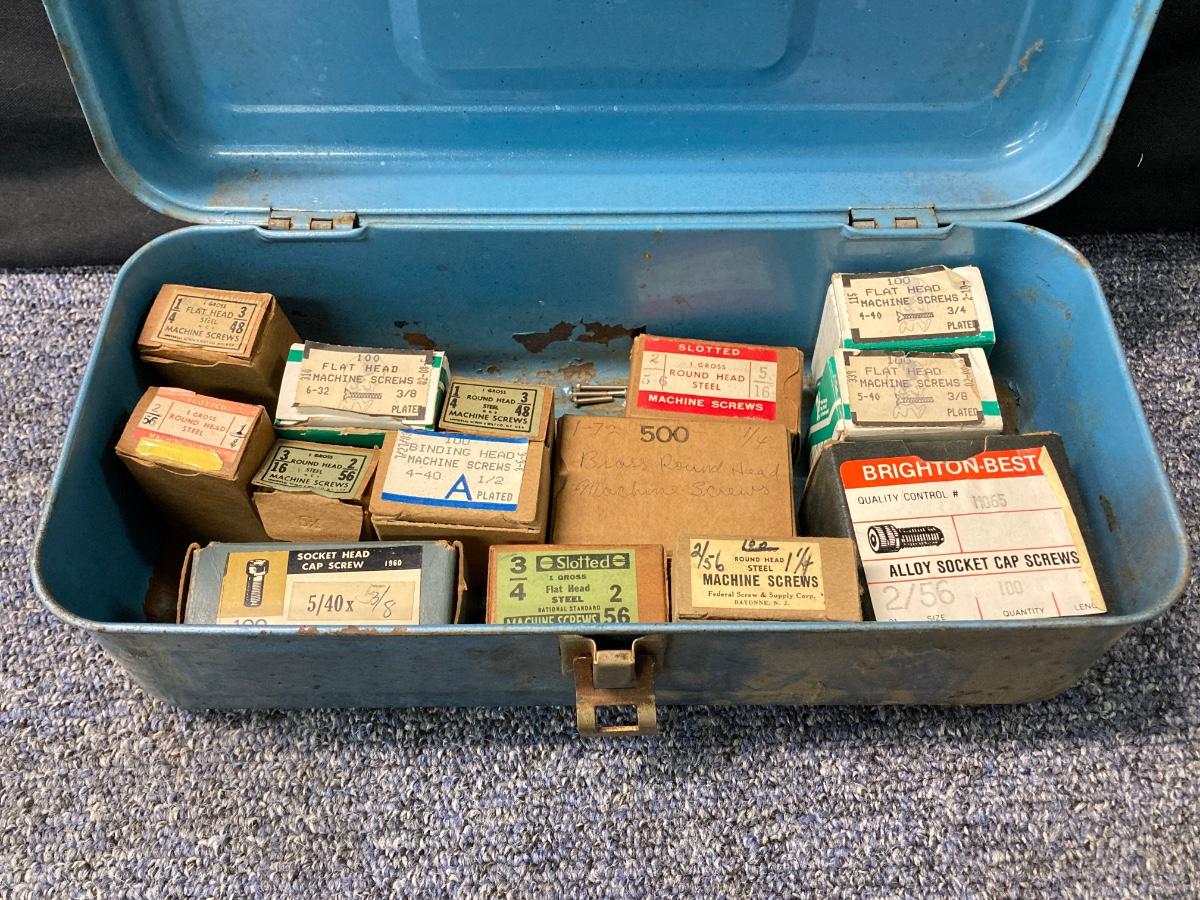 1/4 1 GROSS 3
FLAT HEAD
STEEL 48
MACHINE SCREWS
100
FLAT HEAD
MACHINE SCREWS
6-32 3/8
PLATED
1 GROSS
ROUND HEAD
STEEL
MACHINE
1/4 1 GROSS 3
ROUND HEAD
STEEL 48
MACHINE SCREWS
3/16 ROUND HEAD 2
STEEL 56
MACHINE SCREWS
100
BINDING HEAD
MACHINE SCREWS
4-40 1/2
A PLATED
SLOTTED
1 GROSS
ROUND HEAD
STEEL
5/16
MACHINE SCREWS
1-72 500 1/4
Brass Round Head
Machine Screws
100
FLAT HEAD
MACHINE SCREWS
4-40 3/4
PLATED
100
FLAT HEAD
MACHINE SCREWS
5-40 3/8
PLATED
BRIGHTON-BEST
QUALITY CONTROL # M065
ALLOY SOCKET CAP SCREWS
2/56 100
SIZE QUANTITY
SOCKET HEAD
CAP SCREW 1960
5/40 x 3/8
100
3/4 Slotted
1 GROSS
Flat Head 2
STEEL 56
NATIONAL STANDARD
MACHINE SCREWS
2/56 100 1 1/4
ROUND HEAD
STEEL
MACHINE SCREWS
Federal Screw & Supply Corp.
BAYONNE, N. J.